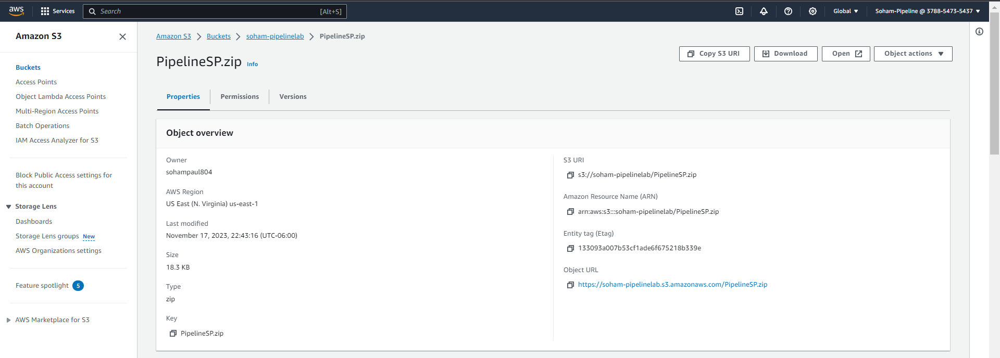 aws Services Search [Alt+S] Global Soham-Pipeline @ 3788-5473-5437
Amazon S3
Buckets
Access Points
Object Lambda Access Points
Multi-Region Access Points
Batch Operations
IAM Access Analyzer for S3
Block Public Access settings for
this account
Storage Lens
Dashboards
Storage Lens groups New
AWS Organizations settings
Feature spotlight 5
AWS Marketplace for S3
Amazon S3 > Buckets > soham-pipelinelab > PipelineSP.zip
PipelineSP.zip Info
Copy S3 URI Download Open Object actions
Properties Permissions Versions
Object overview
Owner
sohampaul804
AWS Region
US East (N. Virginia) us-east-1
Last modified
November 17, 2023, 22:43:16 (UTC-06:00)
Size
18.3 KB
Type
zip
Key
PipelineSP.zip
S3 URI
s3://soham-pipelinelab/PipelineSP.zip
Amazon Resource Name (ARN)
arn:aws:s3:::soham-pipelinelab/PipelineSP.zip
Entity tag (Etag)
133093a007b53cf1ade6f675218b339e
Object URL
https://soham-pipelinelab.s3.amazonaws.com/PipelineSP.zip